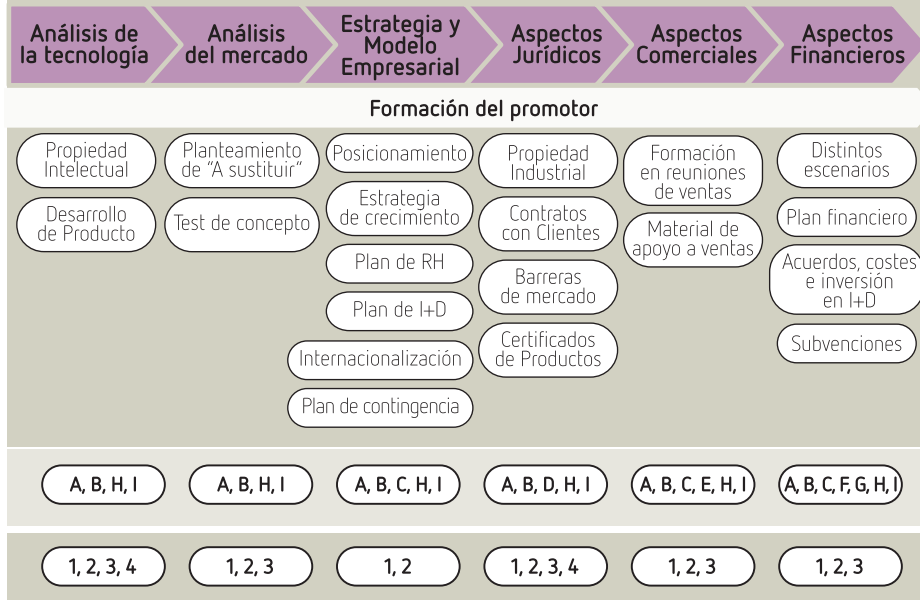 Análisis de
la tecnología
Análisis
del mercado
Estrategia y
Modelo
Empresarial
Aspectos
Jurídicos
Aspectos
Comerciales
Aspectos
Financieros
Formación del promotor
Propiedad
Intelectual
Desarrollo
de Producto
Planteamiento
de “A sustituir“
Test de concepto
Posicionamiento
Estrategia
de crecimiento
Plan de RH
Plan de I+D
Internacionalización
Plan de contingencia
Propiedad
Industrial
Contratos
con Clientes
Barreras
de mercado
Certificados
de Productos
Formación
en reuniones
de ventas
Material de
apoyo a ventas
Distintos
escenarios
Plan financiero
Acuerdos, costes
e inversión
en I+D
Subvenciones
A, B, H, I
A, B, H, I
A, B, C, H, I
A, B, D, H, I
A, B, C, E, H, I
A, B, C, F, G, H, I
1, 2, 3, 4
1, 2, 3
1, 2
1, 2, 3, 4
1, 2, 3
1, 2, 3